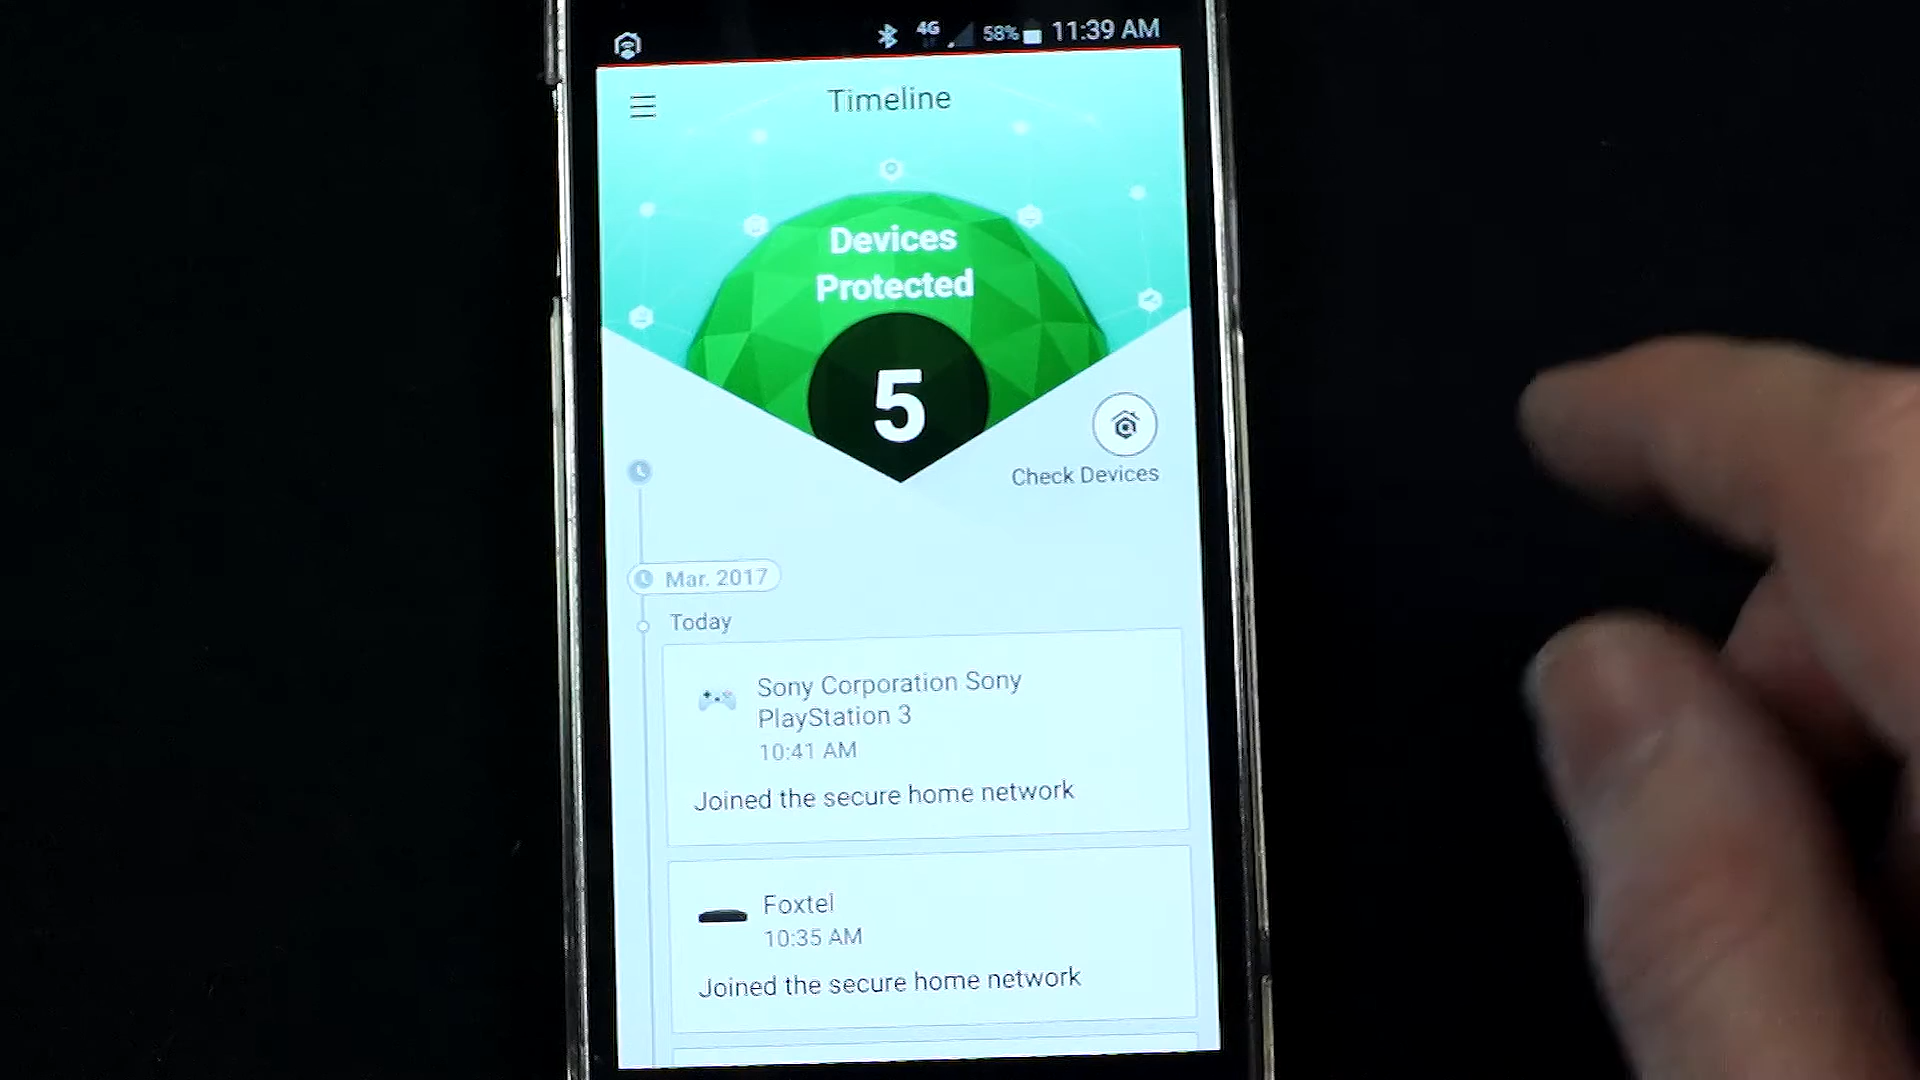 4G 58% 11:39 AM
Timeline
Devices
Protected
5
Check Devices
Mar. 2017
Today
Sony Corporation Sony
PlayStation 3
10:41 AM
Joined the secure home network
Foxtel
10:35 AM
Joined the secure home network